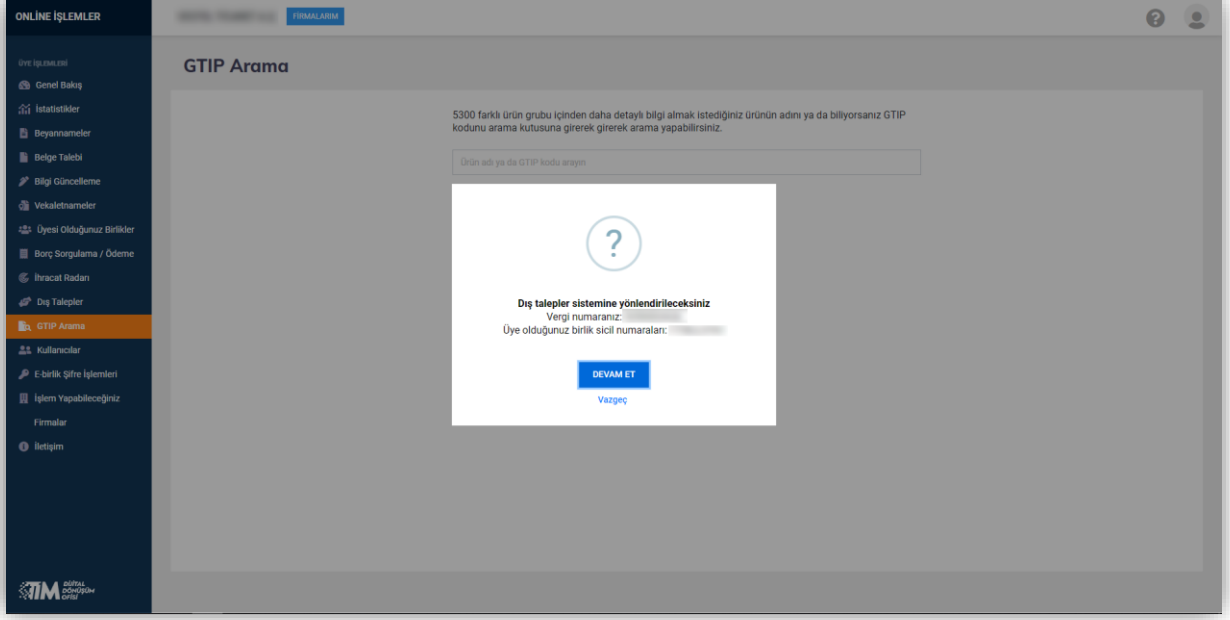 ONLİNE İŞLEMLER
FİRMALARIM
ÜYE İŞLEMLERİ
Genel Bakış
İstatistikler
Beyannameler
Belge Talebi
Bilgi Güncelleme
Vekaletnameler
Üyesi Olduğunuz Birlikler
Borç Sorgulama / Ödeme
İhracat Radarı
Dış Talepler
GTIP Arama
Kullanıcılar
E-birlik Şifre İşlemleri
İşlem Yapabileceğiniz
Firmalar
İletişim
TİM DİJİTAL
DÖNÜŞÜM
OFİSİ
GTIP Arama
5300 farklı ürün grubu içinden daha detaylı bilgi almak istediğiniz ürünün adını ya da biliyorsanız GTIP
kodunu arama kutusuna girerek girerek arama yapabilirsiniz.
Ürün adı ya da GTIP kodu arayın
?
Dış talepler sistemine yönlendirileceksiniz
Vergi numaranız:
Üye olduğunuz birlik sicil numaraları:
DEVAM ET
Vazgeç